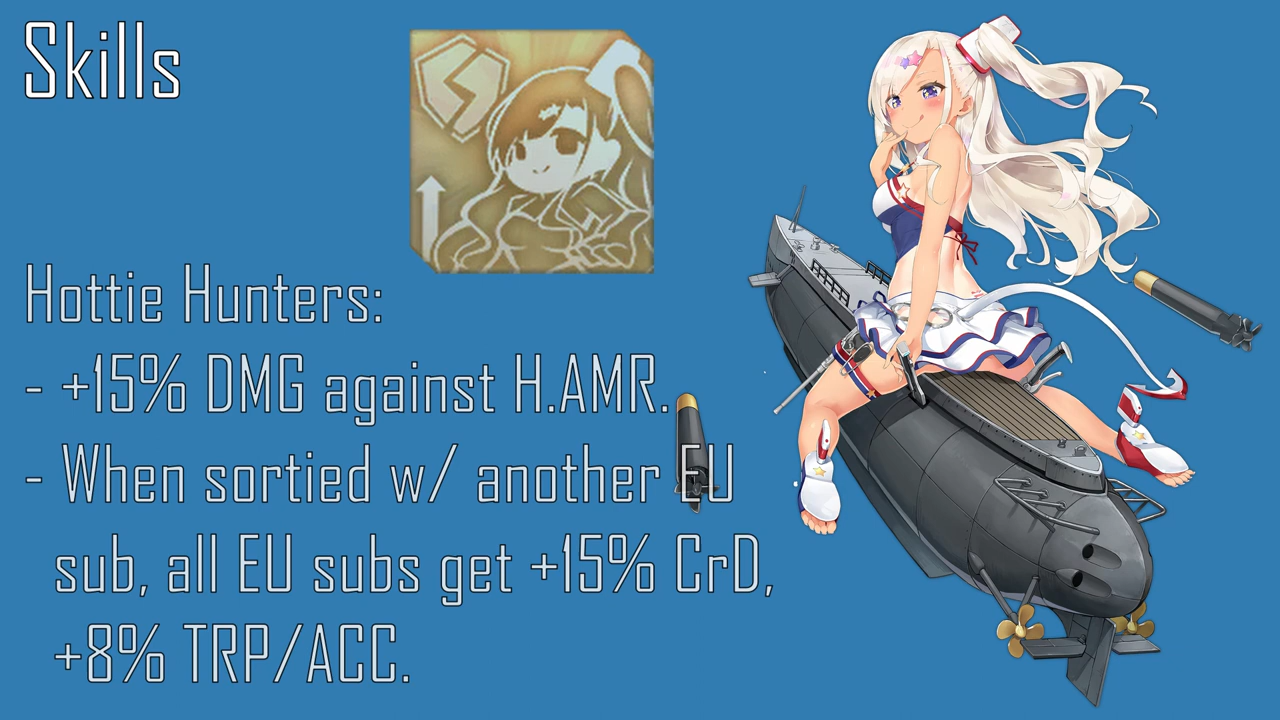 Skills
Hottie Hunters:
- +15% DMG against H.AMR.
- When sortied w/ another EU
sub, all EU subs get +15% CrD,
+8% TRP/ACC.